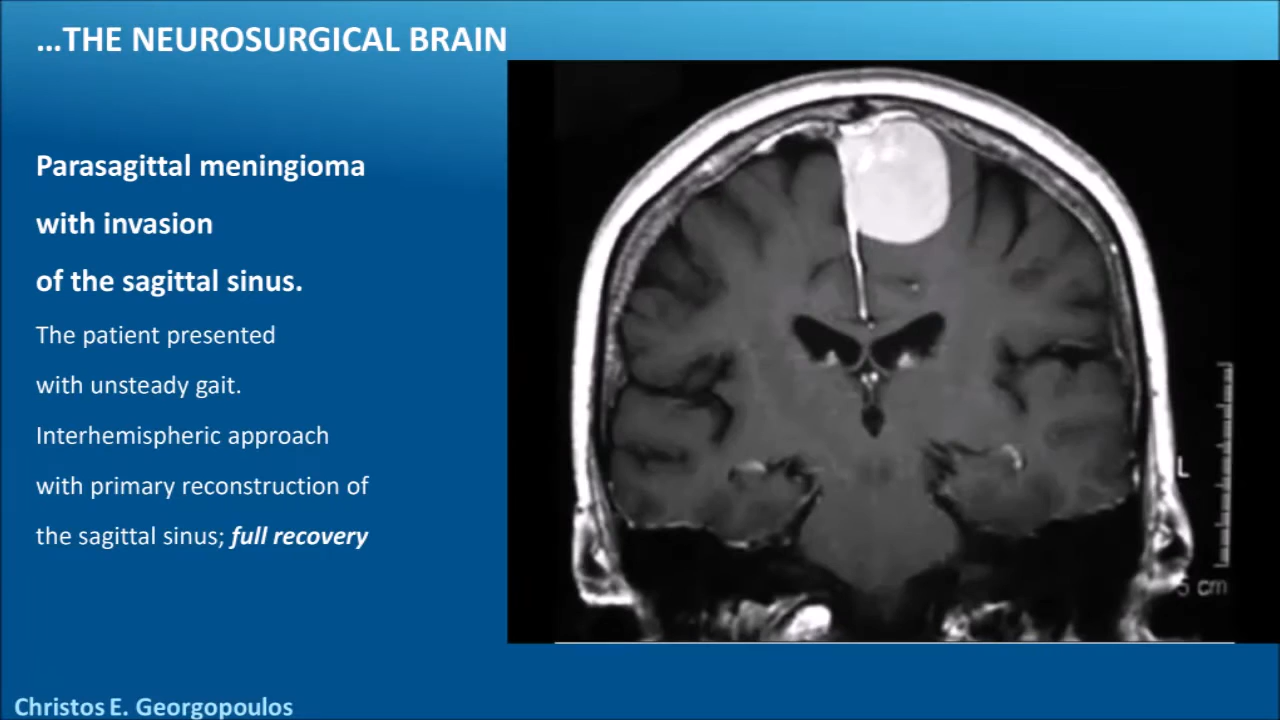 …THE NEUROSURGICAL BRAIN
Parasagittal meningioma
with invasion
of the sagittal sinus.
The patient presented
with unsteady gait.
Interhemispheric approach
with primary reconstruction of
the sagittal sinus; full recovery
L
5 cm
Christos E. Georgopoulos